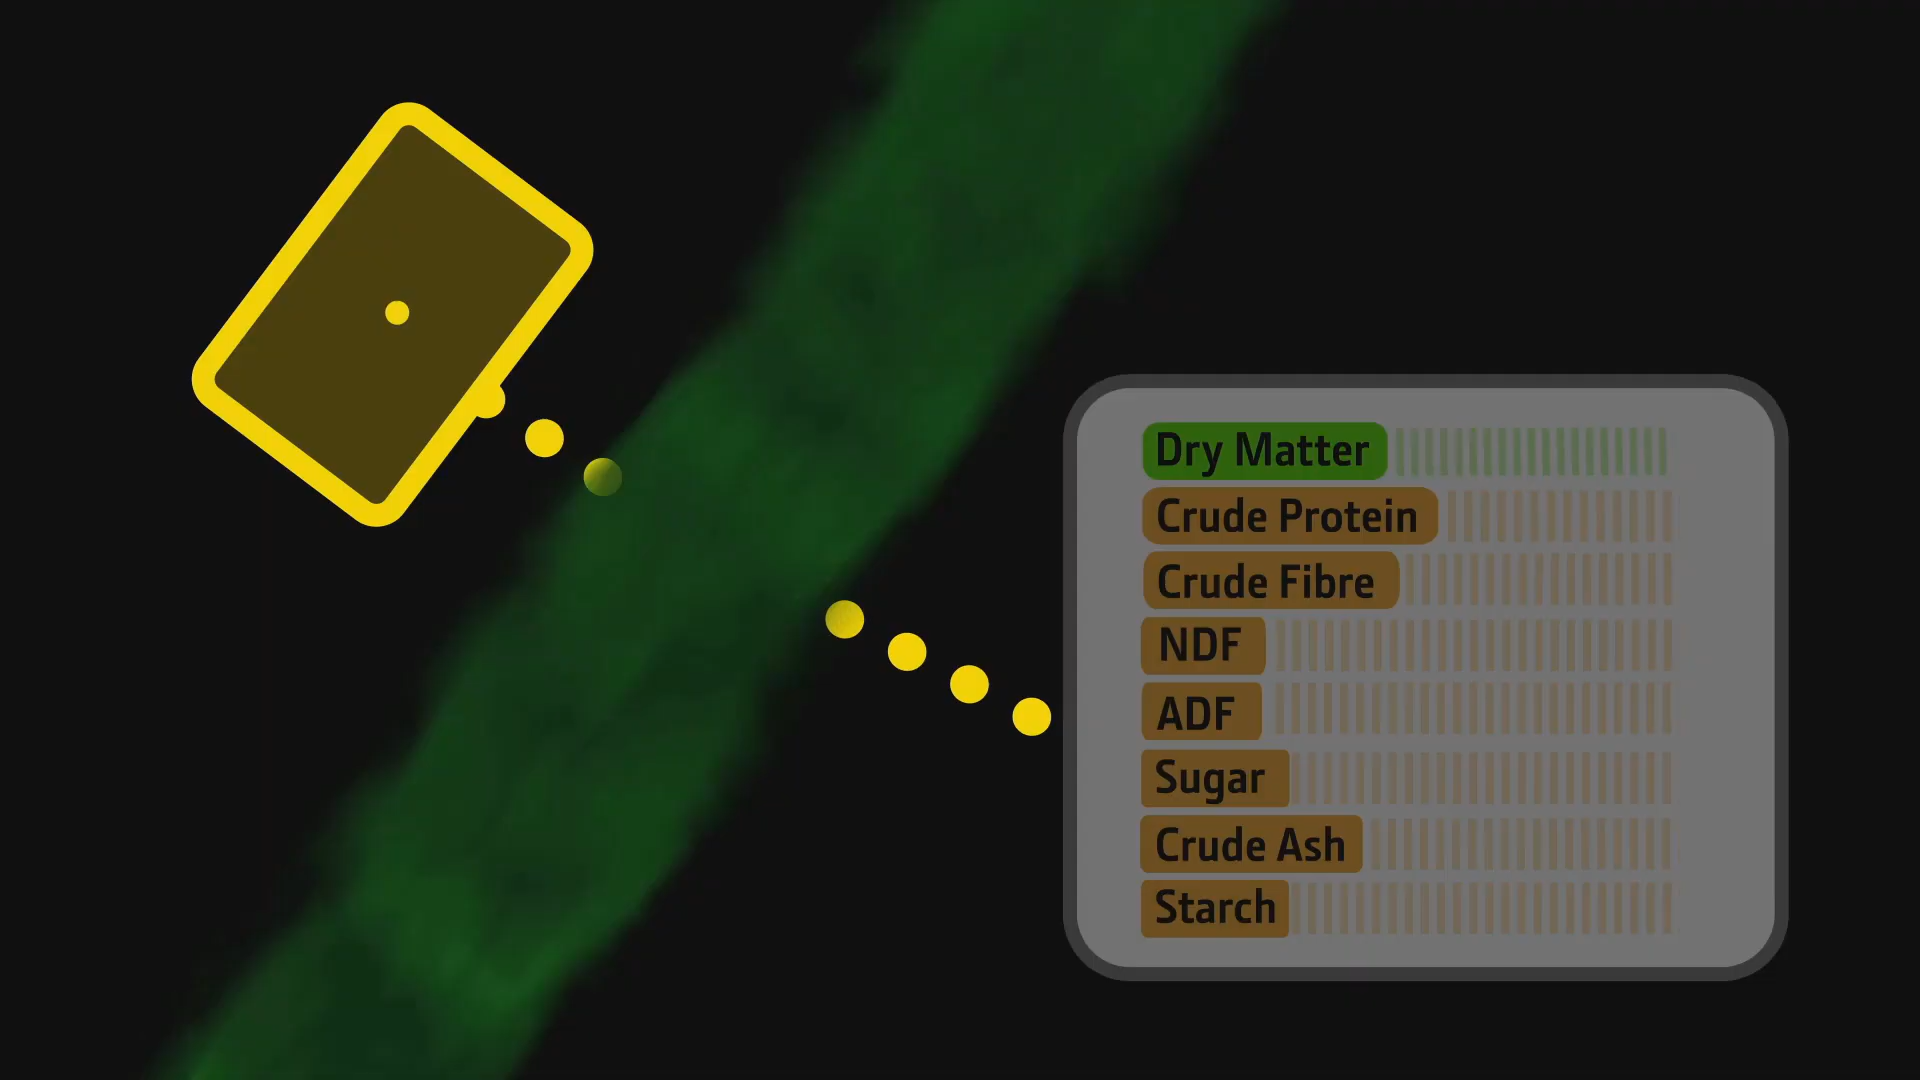 Dry Matter
Crude Protein
Crude Fibre
NDF
ADF
Sugar
Crude Ash
Starch